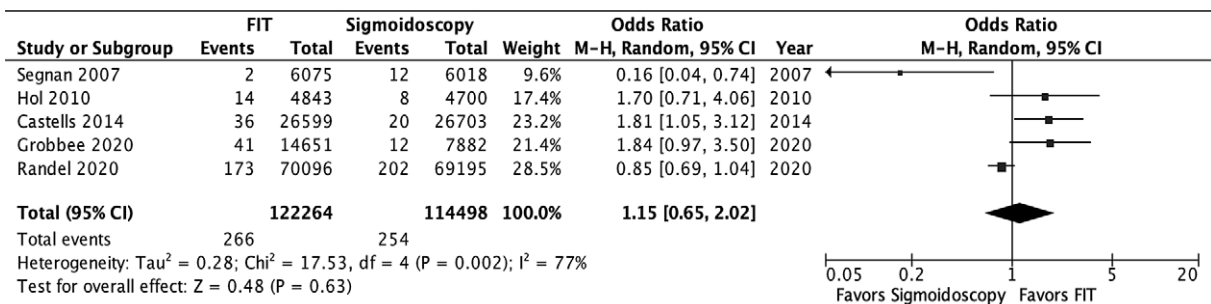 FIT Sigmoidoscopy Odds Ratio Odds Ratio
Study or Subgroup Events Total Events Total Weight M-H, Random, 95% CI Year M-H, Random, 95% CI
Segnan 2007 2 6075 12 6018 9.6% 0.16 [0.04, 0.74] 2007
Hol 2010 14 4843 8 4700 17.4% 1.70 [0.71, 4.06] 2010
Castells 2014 36 26599 20 26703 23.2% 1.81 [1.05, 3.12] 2014
Grobbee 2020 41 14651 12 7882 21.4% 1.84 [0.97, 3.50] 2020
Randel 2020 173 70096 202 69195 28.5% 0.85 [0.69, 1.04] 2020
Total (95% CI) 122264 114498 100.0% 1.15 [0.65, 2.02]
Total events 266 254
Heterogeneity: Tau² = 0.28; Chi² = 17.53, df = 4 (P = 0.002); I² = 77%
Test for overall effect: Z = 0.48 (P = 0.63)
0.05 0.2 1 5 20
Favors Sigmoidoscopy Favors FIT